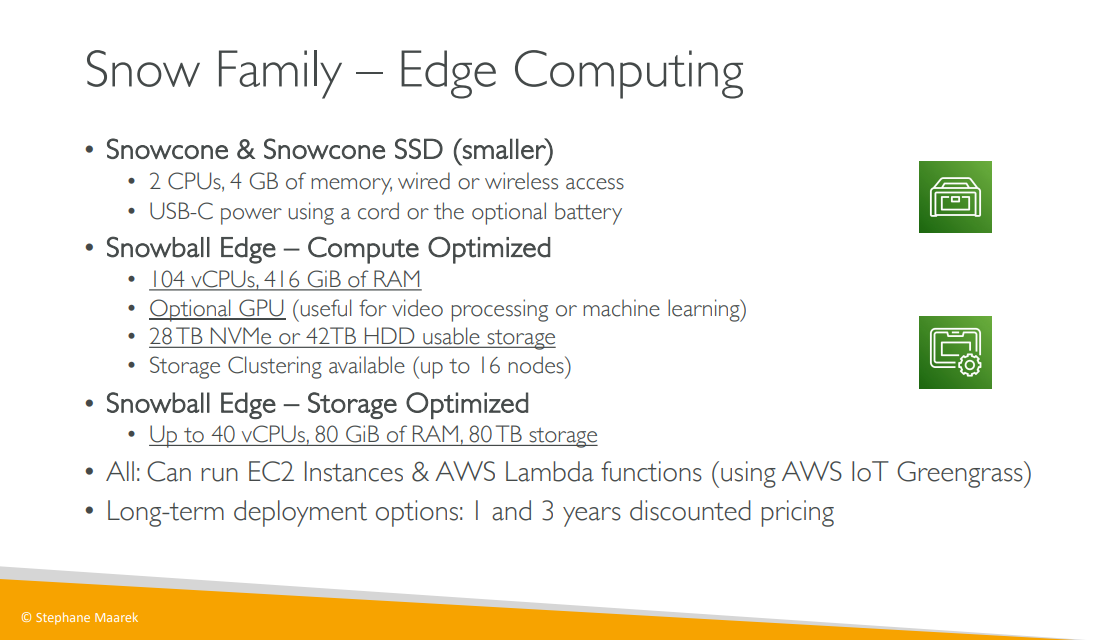 Snow Family – Edge Computing
• Snowcone & Snowcone SSD (smaller)
• 2 CPUs, 4 GB of memory, wired or wireless access
• USB-C power using a cord or the optional battery
• Snowball Edge – Compute Optimized
• 104 vCPUs, 416 GiB of RAM
• Optional GPU (useful for video processing or machine learning)
• 28 TB NVMe or 42TB HDD usable storage
• Storage Clustering available (up to 16 nodes)
• Snowball Edge – Storage Optimized
• Up to 40 vCPUs, 80 GiB of RAM, 80 TB storage
• All: Can run EC2 Instances & AWS Lambda functions (using AWS IoT Greengrass)
• Long-term deployment options: 1 and 3 years discounted pricing
© Stephane Maarek